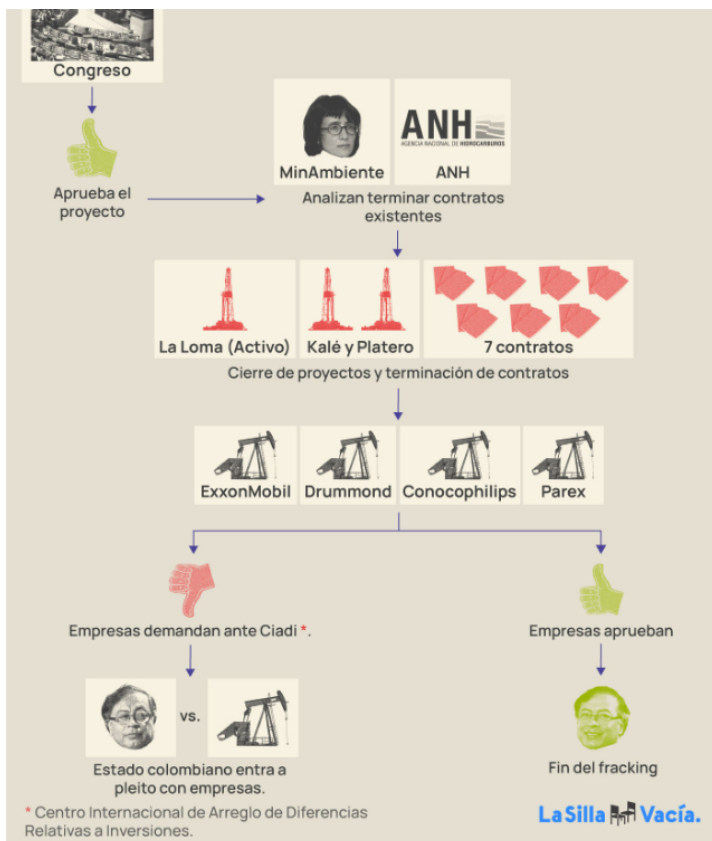 Congreso
Aprueba el
proyecto
MinAmbiente
ANH
AGENCIA NACIONAL DE HIDROCARBUROS
ANH
Analizan terminar contratos
existentes
La Loma (Activo)
Kalé y Platero
7 contratos
Cierre de proyectos y terminación de contratos
ExxonMobil
Drummond
Conocophilips
Parex
Empresas demandan ante Ciadi *.
Empresas aprueban
vs.
Estado colombiano entra a
pleito con empresas.
Fin del fracking
* Centro Internacional de Arreglo de Diferencias
Relativas a Inversiones.
La Silla Vacía.